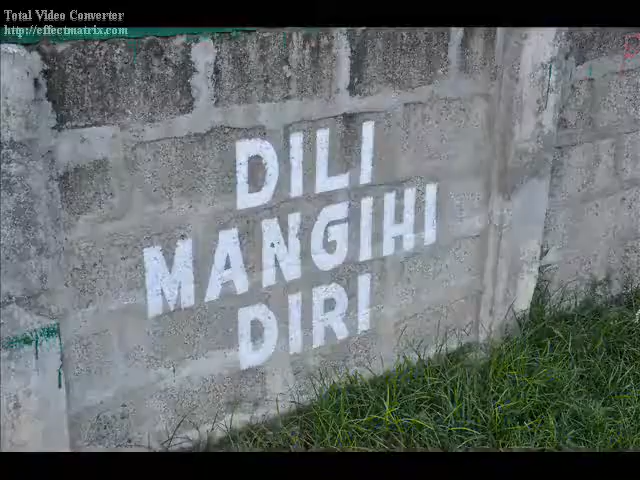 Total Video Converter
http://effectmatrix.com
DILI
MANGIHI
DIRI